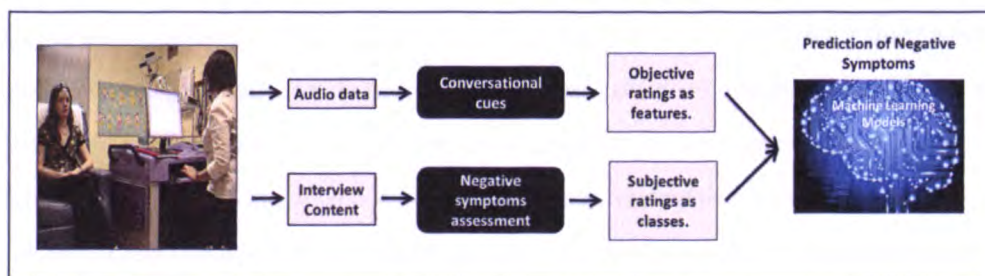 Audio data
Conversational
cues
Objective
ratings as
features.
Interview
Content
Negative
symptoms
assessment
Subjective
ratings as
classes.
Prediction of Negative
Symptoms
Machine Learning
Models